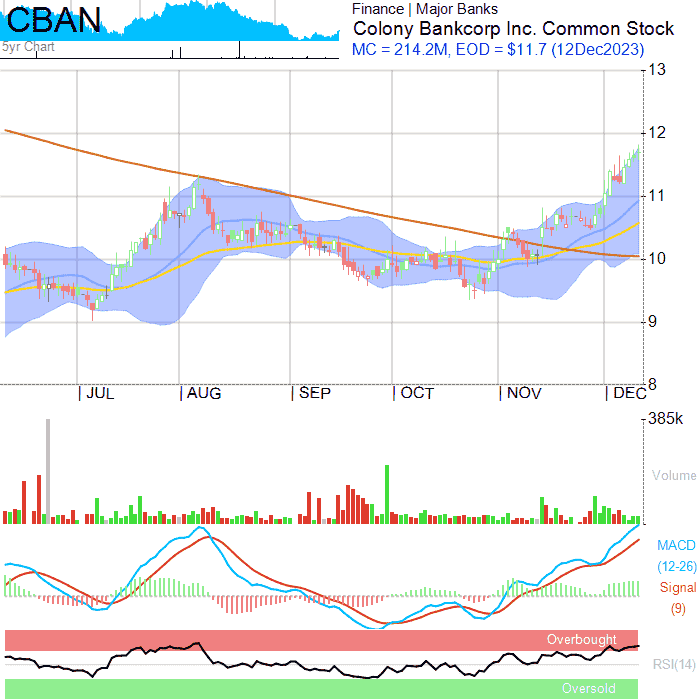 CBAN
5yr Chart
Finance | Major Banks
Colony Bankcorp Inc. Common Stock
MC = 214.2M, EOD = $11.7 (12Dec2023)
13
12
11
10
9
8
JUL AUG SEP OCT NOV DEC
385k
Volume
MACD
(12-26)
Signal
(9)
Overbought
RSI(14)
Oversold